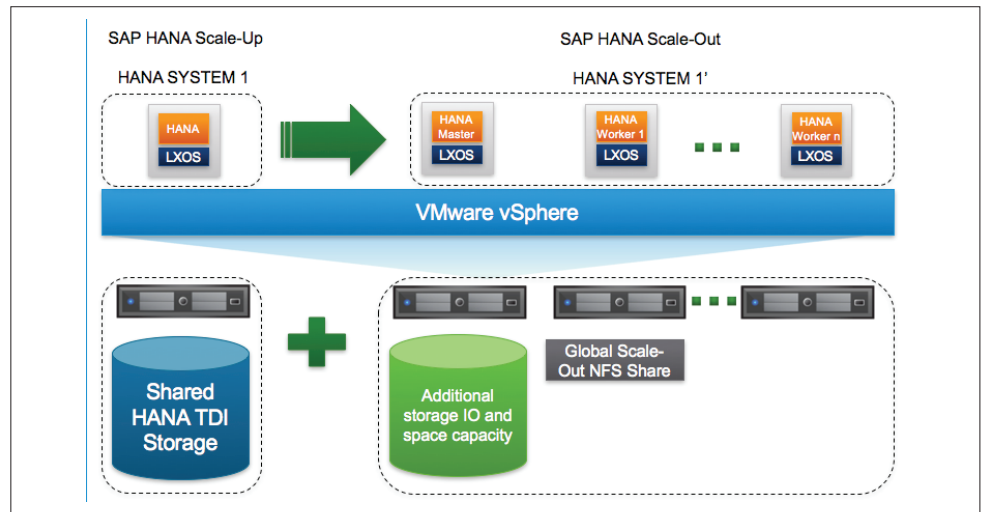 SAP HANA Scale-Up
SAP HANA Scale-Out
HANA SYSTEM 1
HANA SYSTEM 1'
HANA
LXOS
HANA
Master
LXOS
HANA
Worker 1
LXOS
HANA
Worker n
LXOS
VMware vSphere
Shared
HANA TDI
Storage
Additional
storage IO and
space capacity
Global Scale-
Out NFS Share